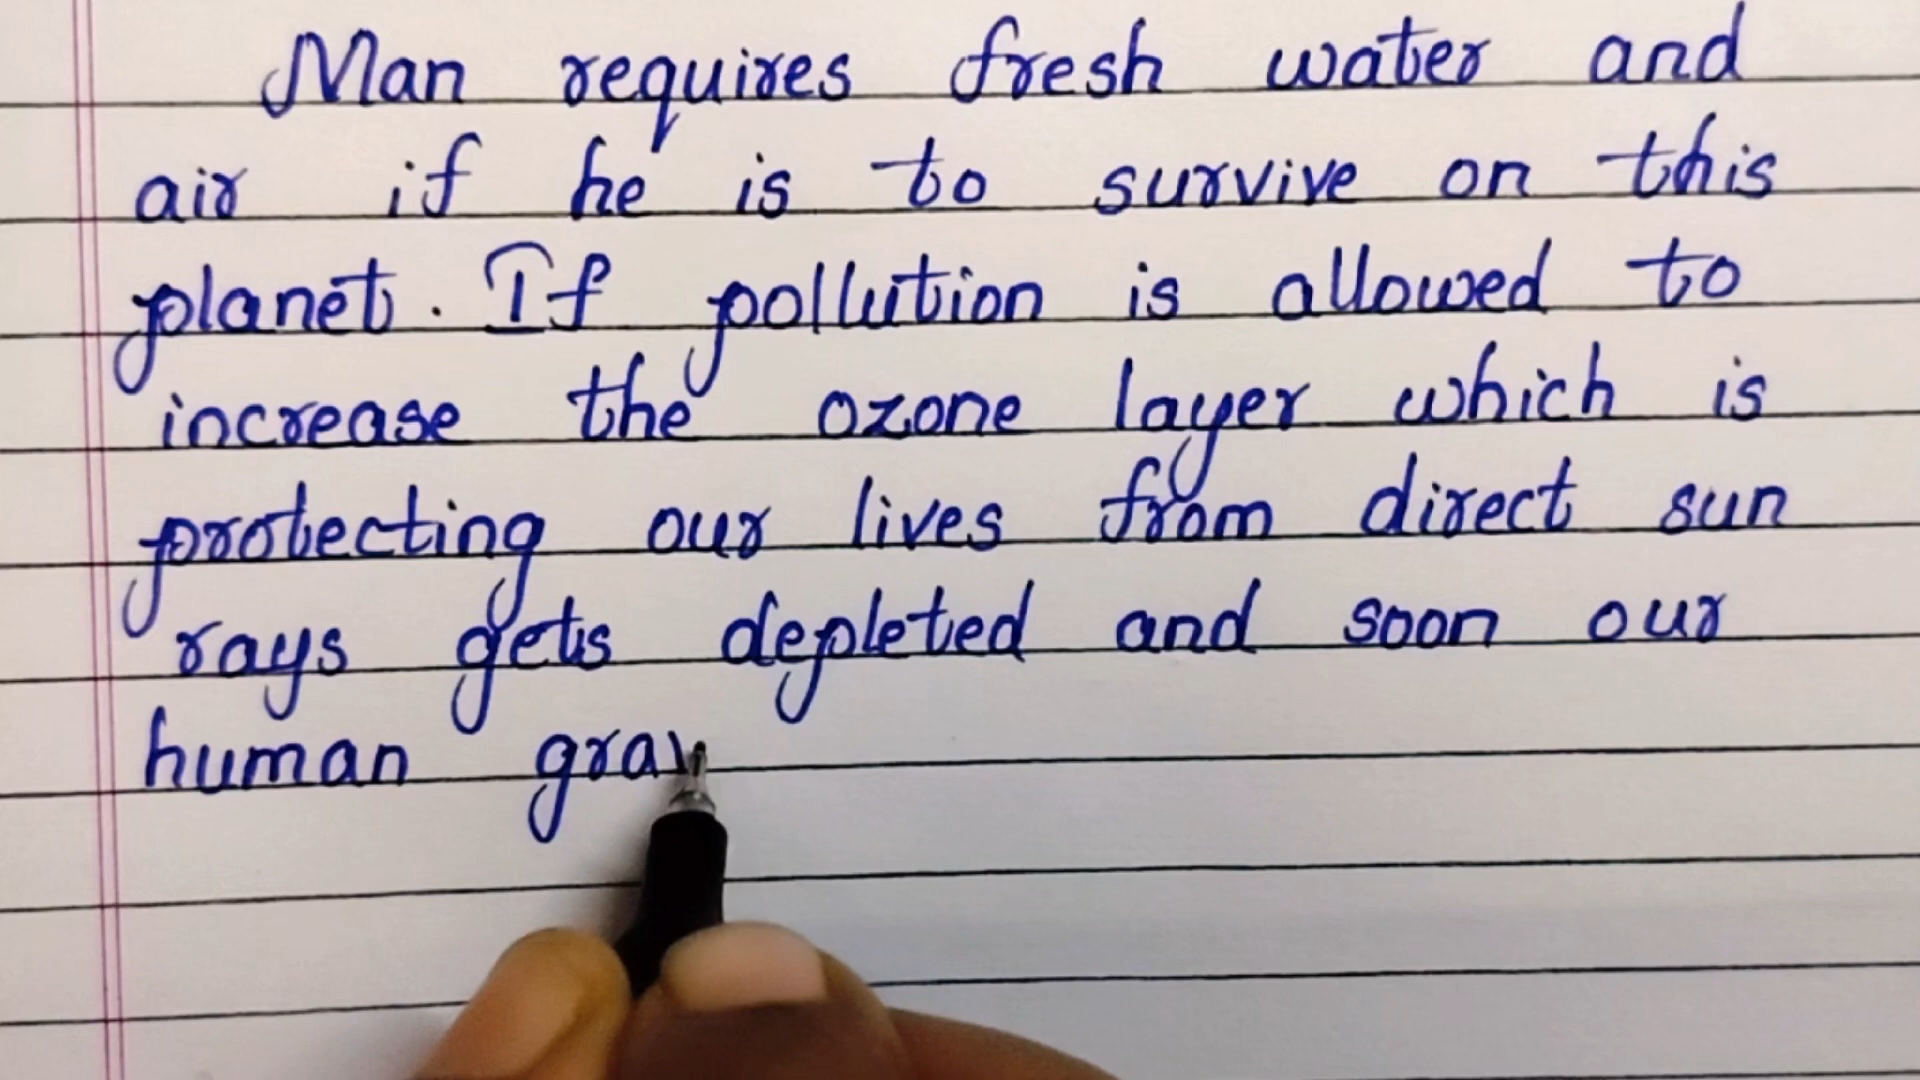 Man requires fresh water and
air if he is to survive on this
planet. If pollution is allowed to
increase the ozone layer which is
protecting our lives from direct sun
rays gets depleted and soon our
human grav